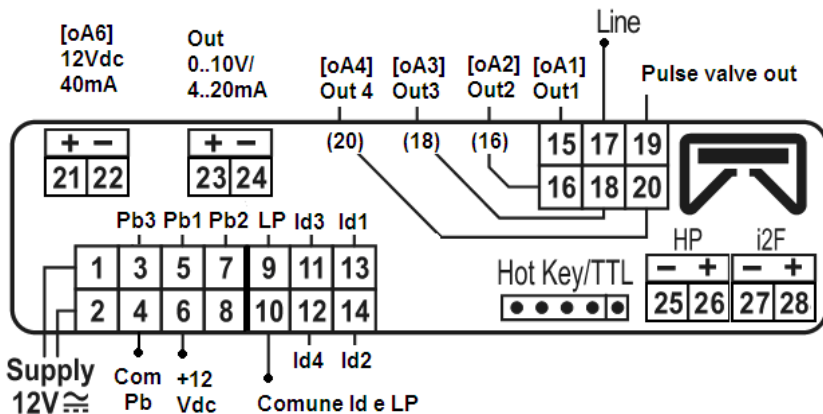 Line
[oA6] Out
12Vdc 0..10V/ [oA4] [oA3] [oA2] [oA1] Pulse valve out
40mA 4..20mA Out 4 Out3 Out2 Out1
+ - + - (20) (18) (16) 15 17 19
21 22 23 24 16 18 20
Pb3 Pb1 Pb2 LP Id3 Id1 HP i2F
1 3 5 7 9 11 13 Hot Key/TTL - + - +
2 4 6 8 10 12 14 25 26 27 28
Id4 Id2
Supply Com +12
12V⎓ Pb Vdc Comune Id e LP